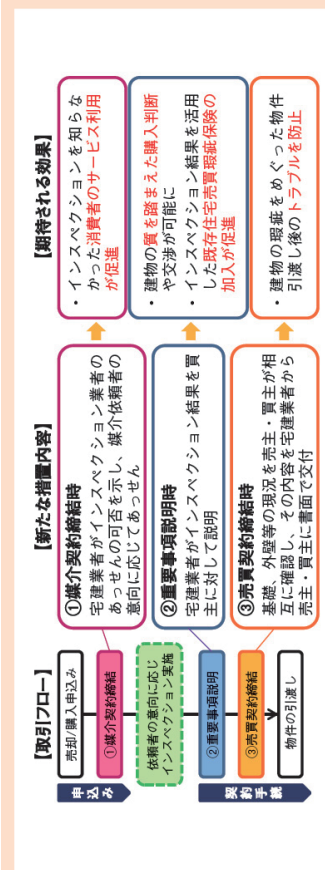 【取引フロー】
申込み
売却/購入申込み
①媒介契約締結
依頼者の意向に応じ
インスペクション実施
契約手続
②重要事項説明
③売買契約締結
物件の引渡し
【新たな措置内容】
①媒介契約締結時
宅建業者がインスペクション業者の
あっせんの可否を示し、媒介依頼者の
意向に応じてあっせん
②重要事項説明時
宅建業者がインスペクション結果を買
主に対して説明
③売買契約締結時
基礎、外壁等の現況を売主・買主が相
互に確認し、その内容を宅建業者から
売主・買主に書面で交付
【期待される効果】
・インスペクションを知らな
かった消費者のサービス利用
が促進
・建物の質を踏まえた購入判断
や交渉が可能に
・インスペクション結果を活用
した既存住宅売買瑕疵保険の
加入が促進
・建物の瑕疵をめぐった物件
引渡し後のトラブルを防止